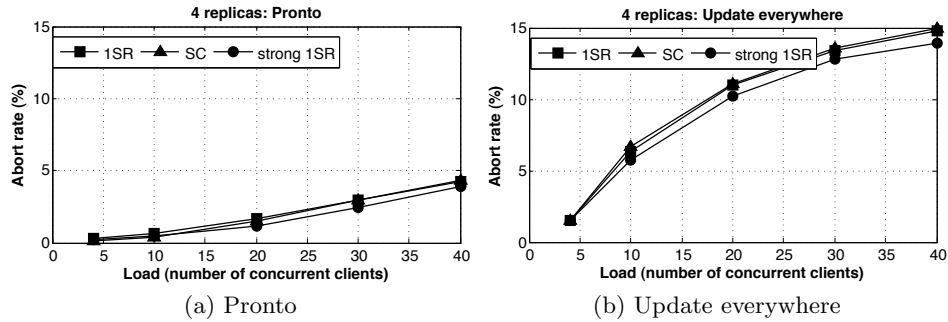 4 replicas: Pronto
15
10
5
0
Abort rate (%)
1SR SC strong 1SR
0 5 10 15 20 25 30 35 40
Load (number of concurrent clients)
(a) Pronto
4 replicas: Update everywhere
15
10
5
0
Abort rate (%)
1SR SC strong 1SR
0 5 10 15 20 25 30 35 40
Load (number of concurrent clients)
(b) Update everywhere